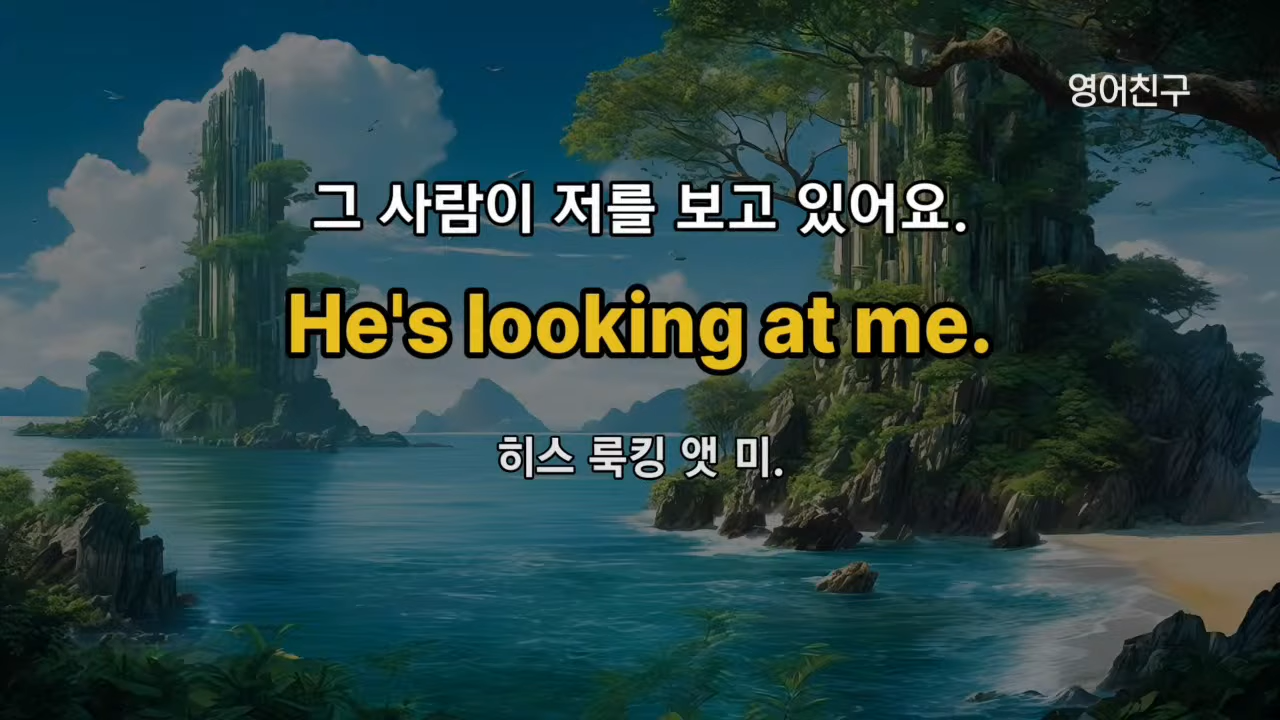 영어친구
그 사람이 저를 보고 있어요.
He's looking at me.
히스 룩킹 앳 미.